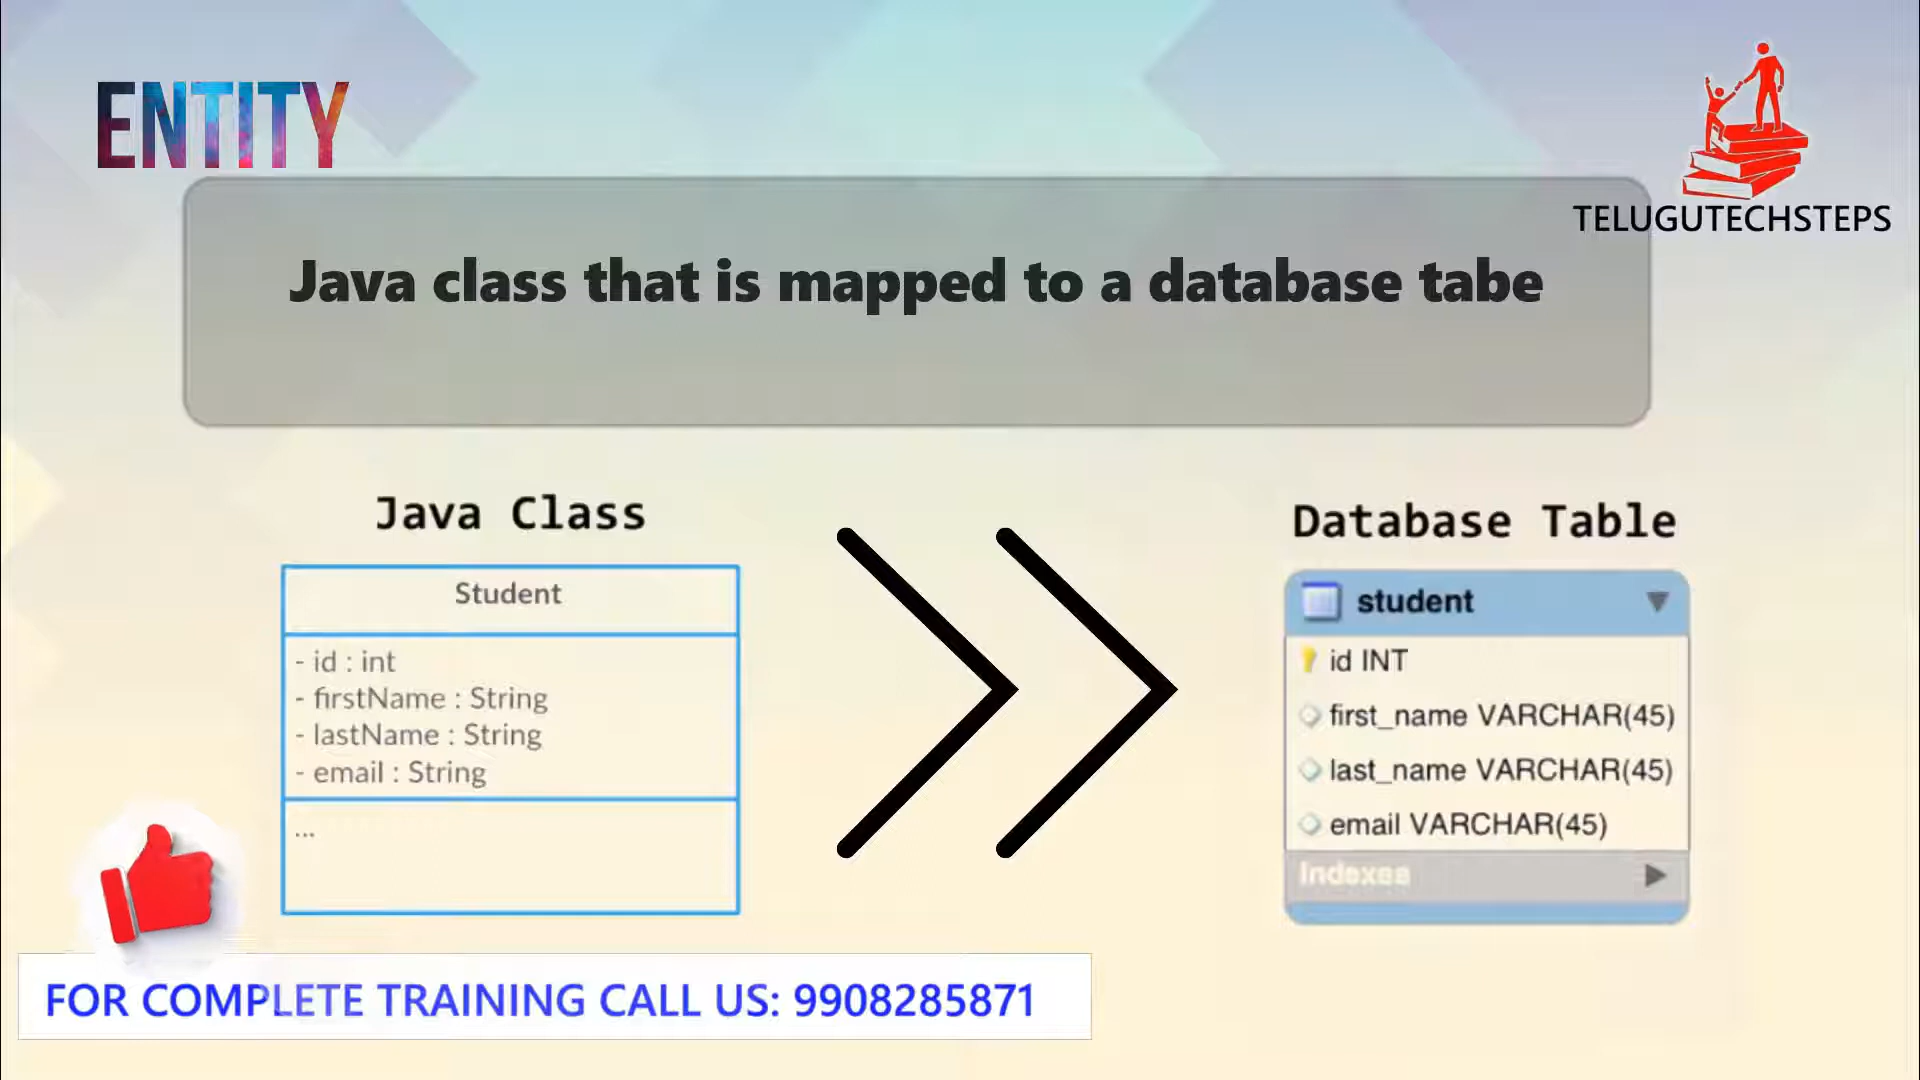 ENTITY
TELUGUTECHSTEPS
Java class that is mapped to a database tabe
Java Class
Student
- id : int
- firstName : String
- lastName : String
- email : String
...
Database Table
student
id INT
first_name VARCHAR(45)
last_name VARCHAR(45)
email VARCHAR(45)
Indexes
FOR COMPLETE TRAINING CALL US: 9908285871